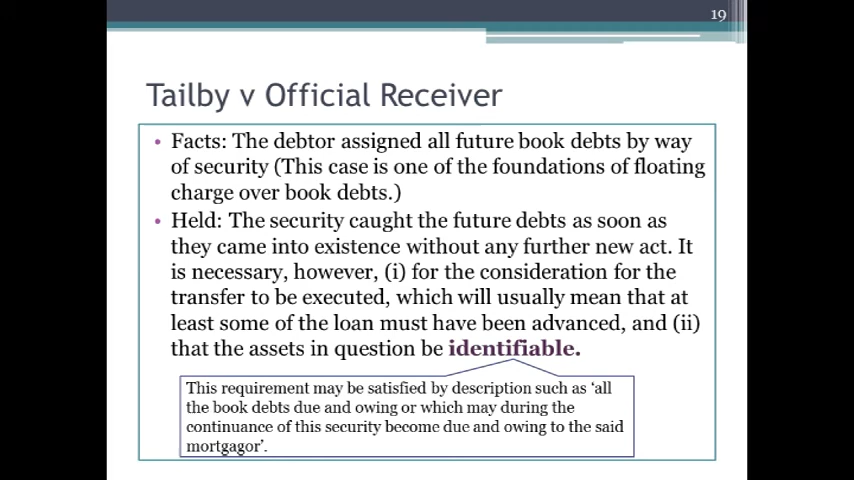 19
Tailby v Official Receiver
• Facts: The debtor assigned all future book debts by way
of security (This case is one of the foundations of floating
charge over book debts.)
• Held: The security caught the future debts as soon as
they came into existence without any further new act. It
is necessary, however, (i) for the consideration for the
transfer to be executed, which will usually mean that at
least some of the loan must have been advanced, and (ii)
that the assets in question be identifiable.
This requirement may be satisfied by description such as ‘all
the book debts due and owing or which may during the
continuance of this security become due and owing to the said
mortgagor’.